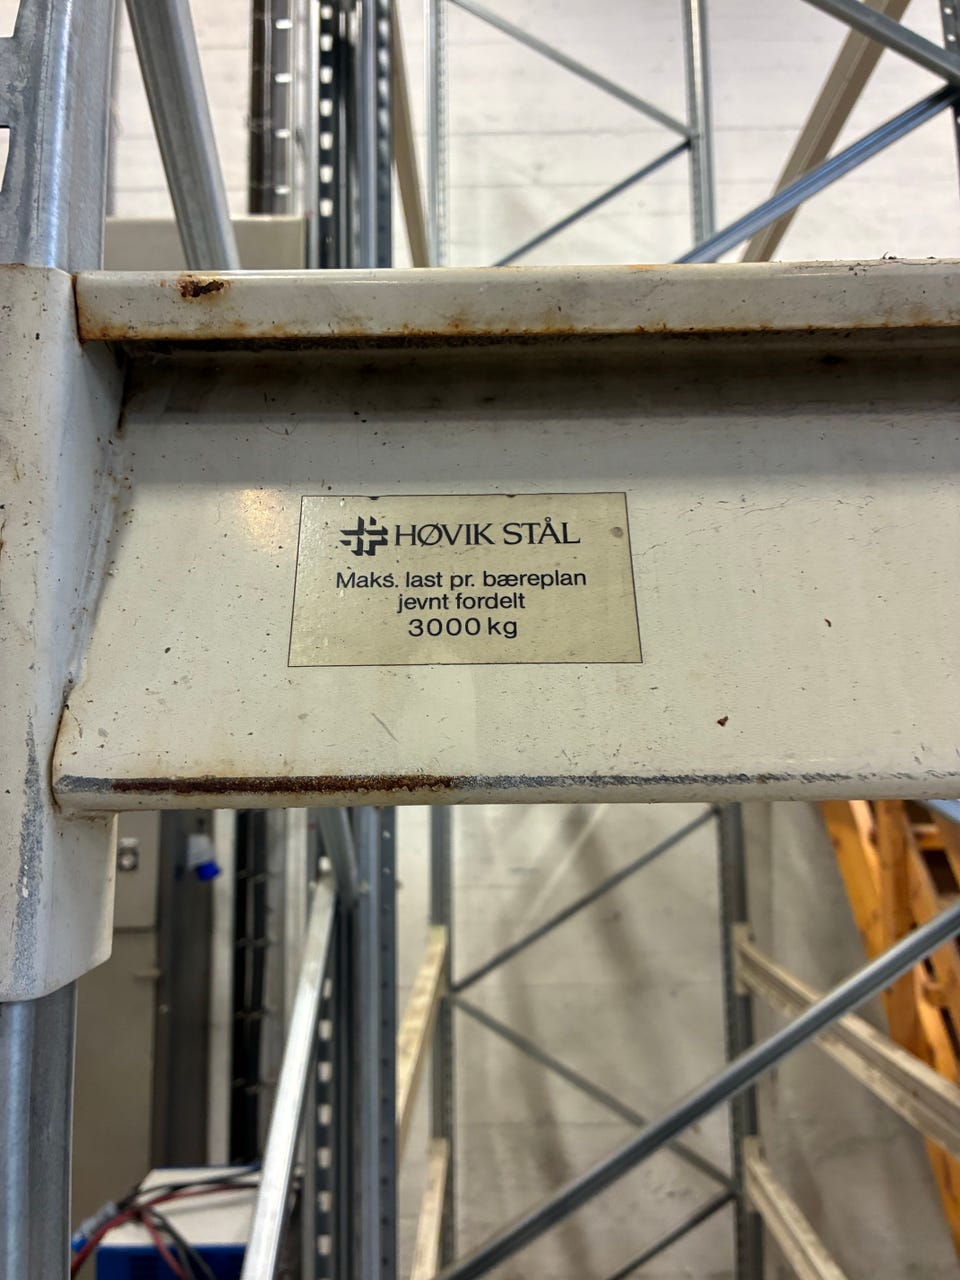 HØVIK STÅL
Maks. last pr. bæreplan
jevnt fordelt
3000 kg